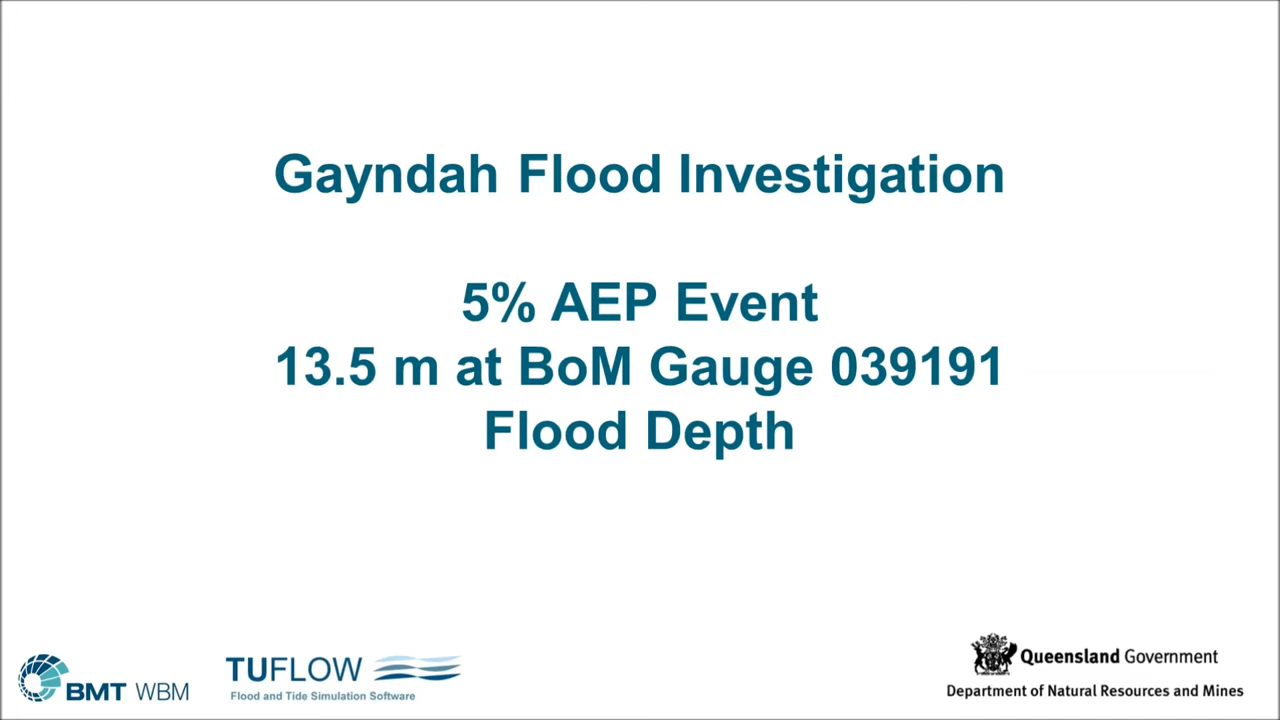 Gayndah Flood Investigation
5% AEP Event
13.5 m at BoM Gauge 039191
Flood Depth
BMT WBM
TUFLOW
Flood and Tide Simulation Software
Queensland Government
Department of Natural Resources and Mines